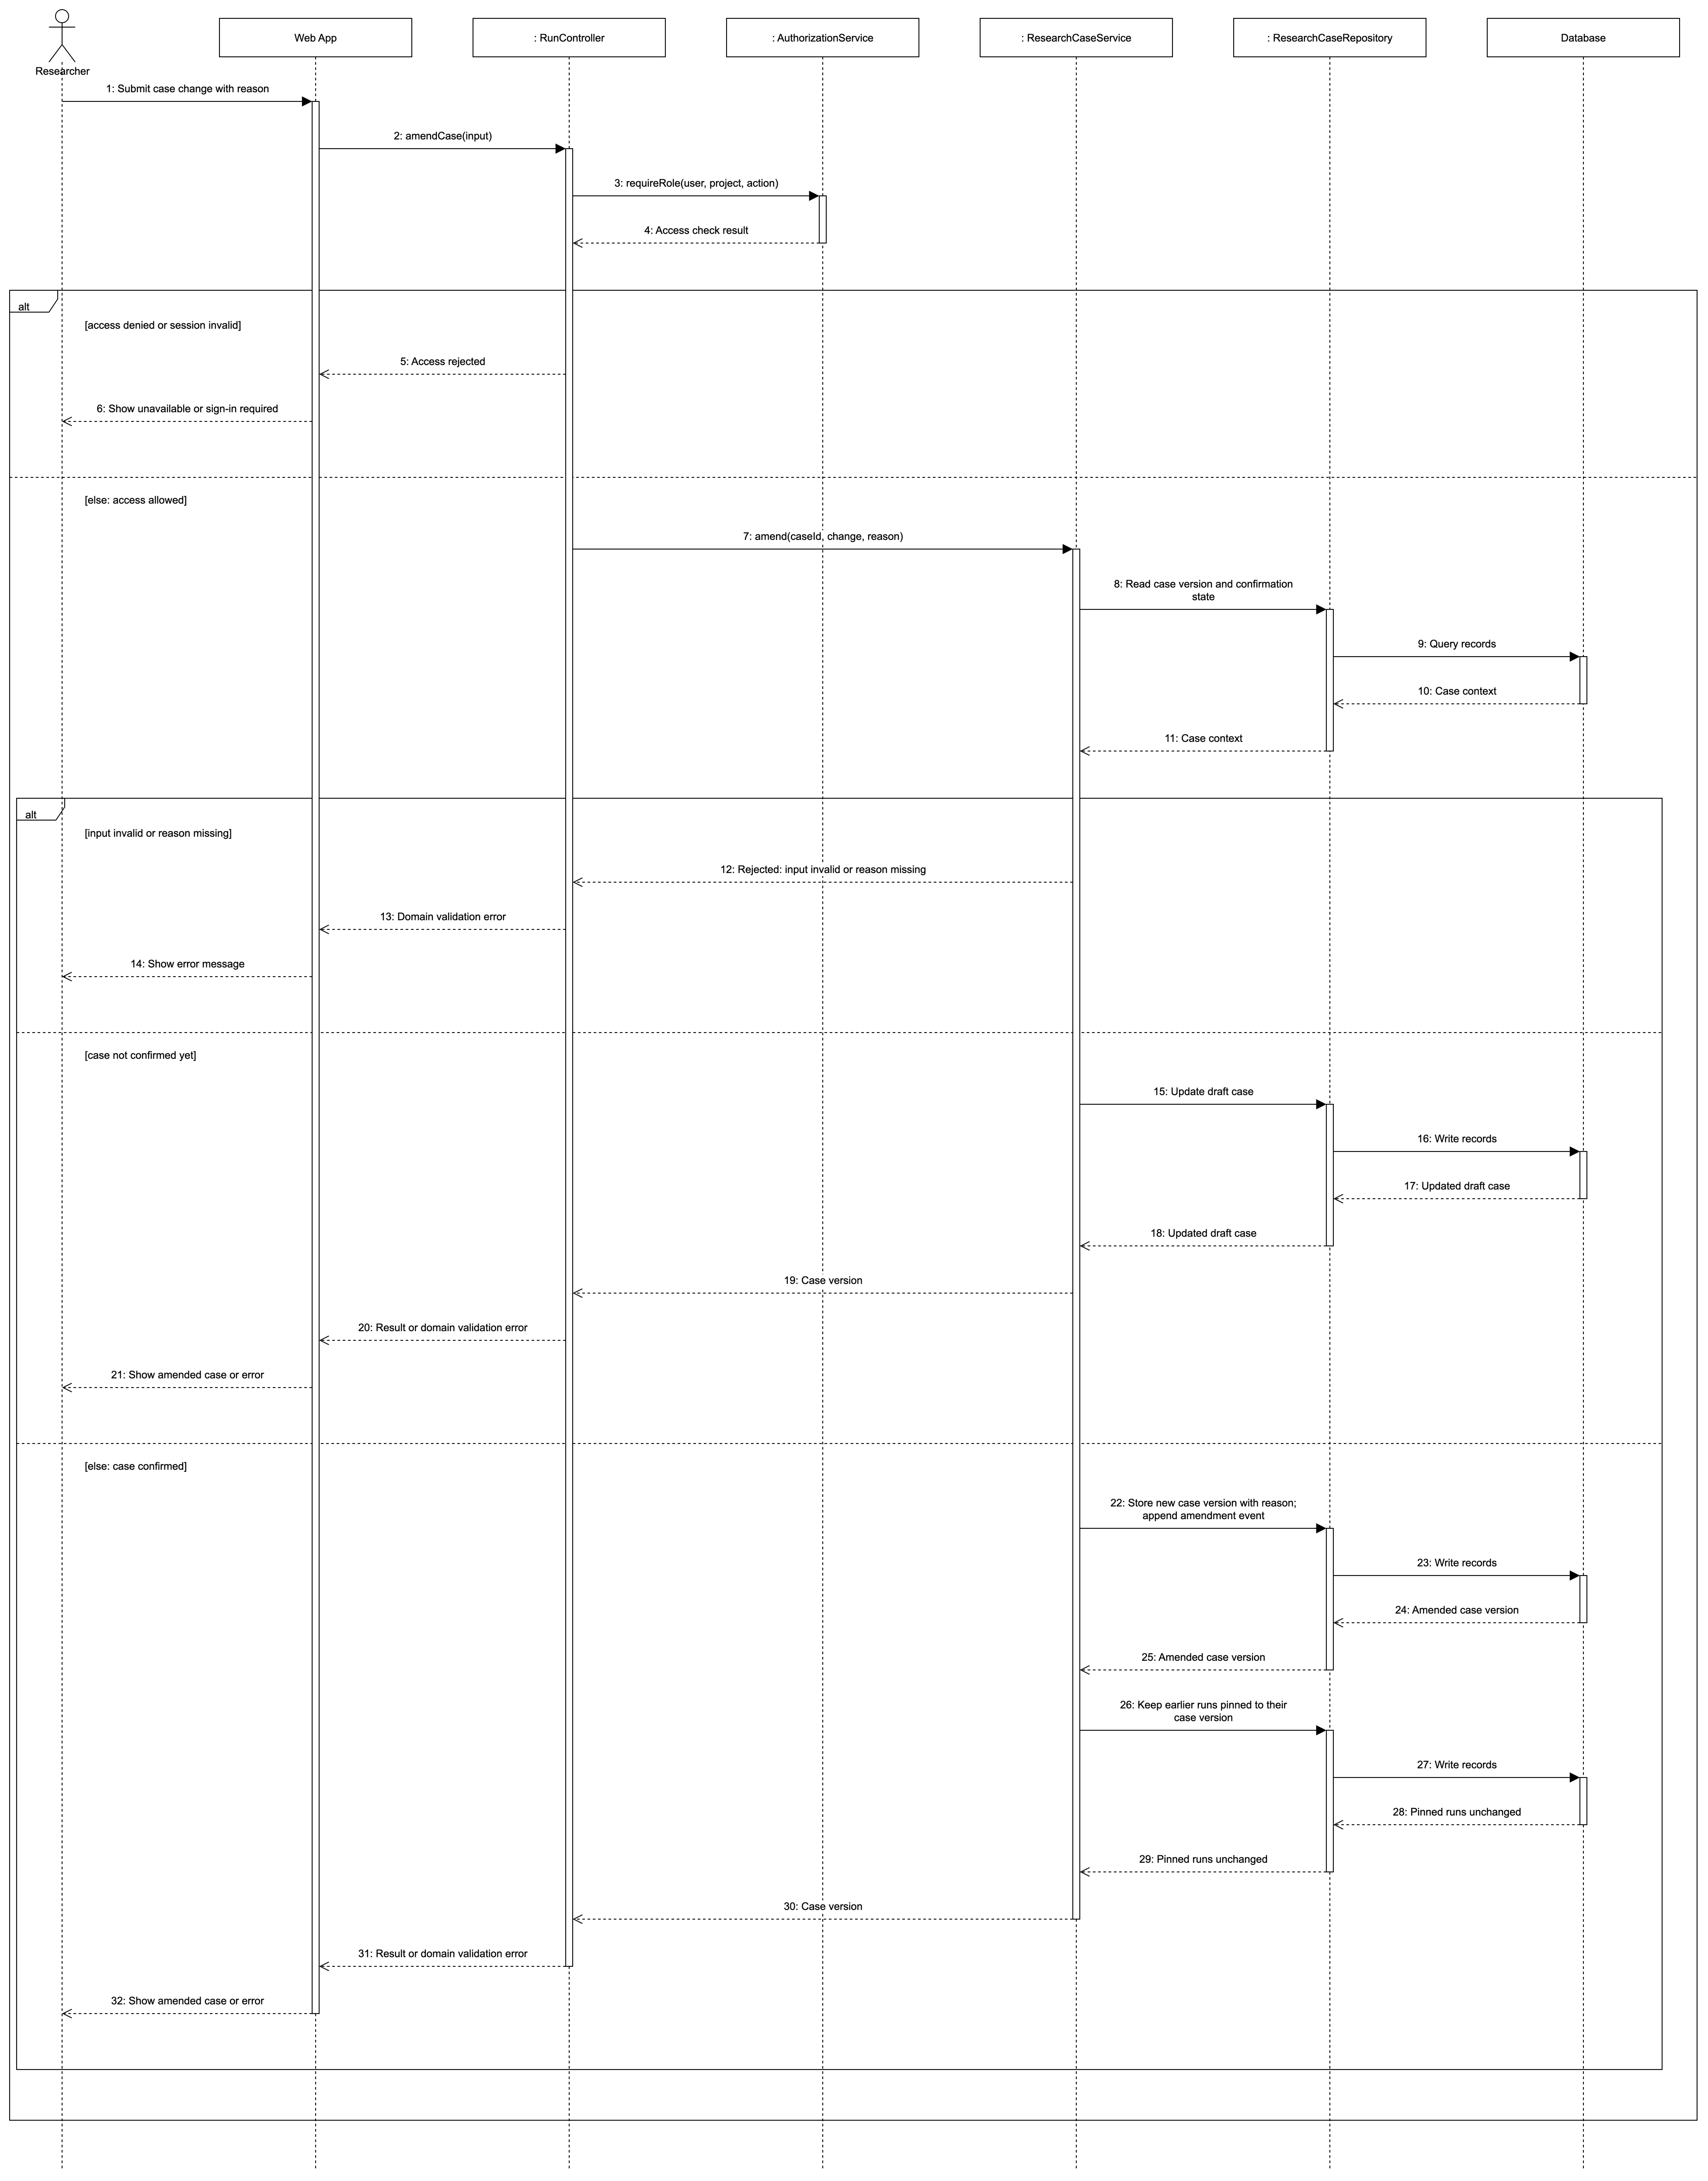 Researcher
Web App
: RunController
: AuthorizationService
: ResearchCaseService
: ResearchCaseRepository
Database
1: Submit case change with reason
2: amendCase(input)
3: requireRole(user, project, action)
4: Access check result
alt
[access denied or session invalid]
5: Access rejected
6: Show unavailable or sign-in required
[else: access allowed]
7: amend(caseId, change, reason)
8: Read case version and confirmation
state
9: Query records
10: Case context
11: Case context
alt
[input invalid or reason missing]
12: Rejected: input invalid or reason missing
13: Domain validation error
14: Show error message
[case not confirmed yet]
15: Update draft case
16: Write records
17: Updated draft case
18: Updated draft case
19: Case version
20: Result or domain validation error
21: Show amended case or error
[else: case confirmed]
22: Store new case version with reason;
append amendment event
23: Write records
24: Amended case version
25: Amended case version
26: Keep earlier runs pinned to their
case version
27: Write records
28: Pinned runs unchanged
29: Pinned runs unchanged
30: Case version
31: Result or domain validation error
32: Show amended case or error